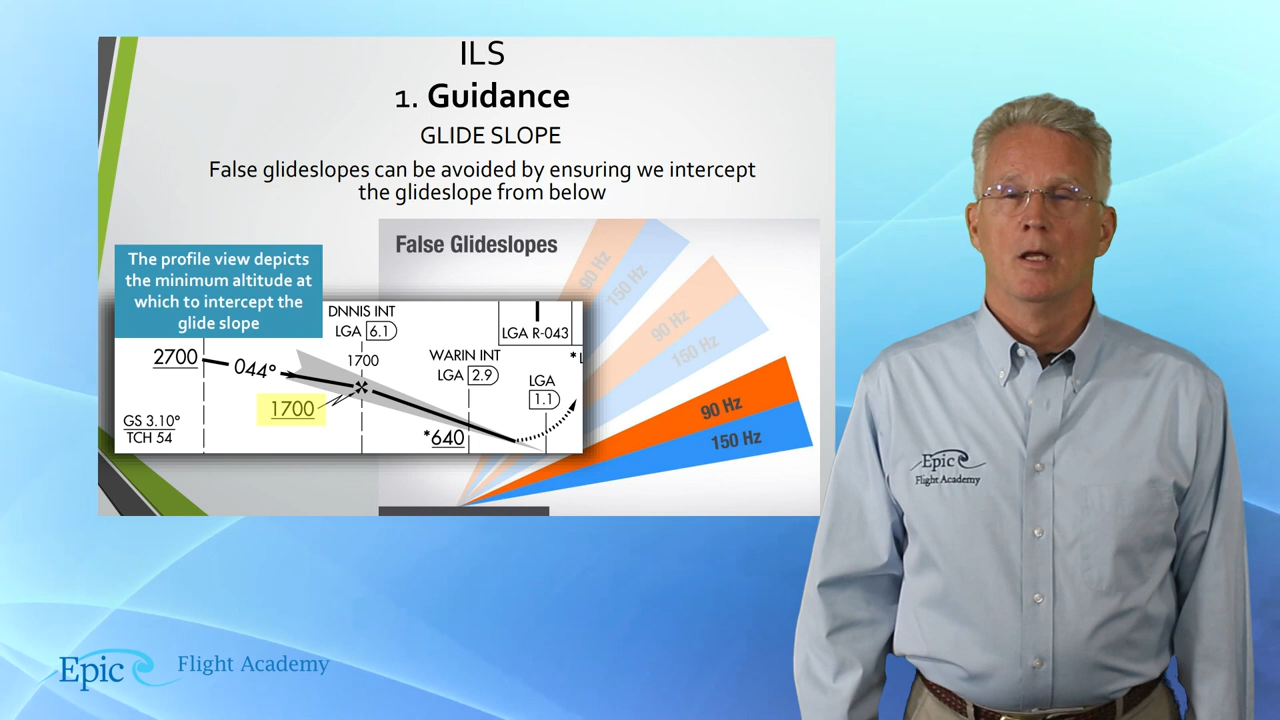 ILS
1. Guidance
GLIDE SLOPE
False glideslopes can be avoided by ensuring we intercept
the glideslope from below
False Glideslopes
The profile view depicts
the minimum altitude at
which to intercept the
glide slope
90 Hz
150 Hz
90 Hz
150 Hz
90 Hz
150 Hz
DNNIS INT
LGA 6.1
1700
LGA R-043
2700
044°
WARIN INT
LGA 2.9
*L
LGA
1.1
1700
GS 3.10°
TCH 54
*640
Epic
Flight Academy
Epic Flight Academy